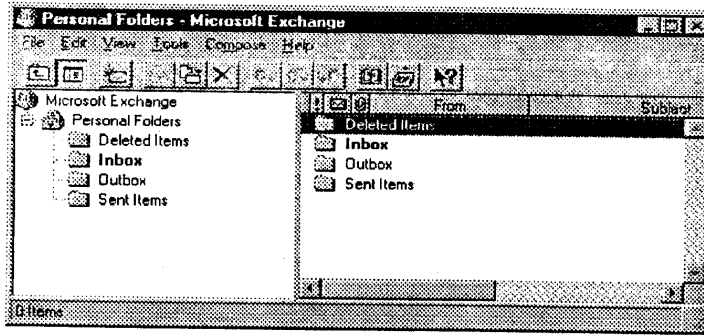 Personal Folders - Microsoft Exchange
File Edit View Tools Compose Help
Microsoft Exchange
Personal Folders
Deleted Items
Inbox
Outbox
Sent Items
From Subject
Deleted Items
Inbox
Outbox
Sent Items
0 Items